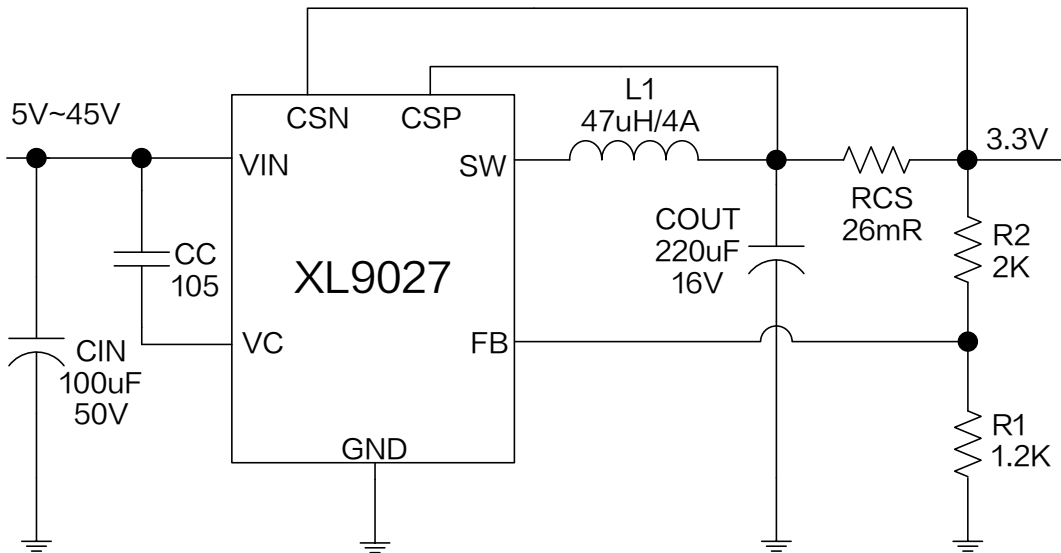 5V~45V
CSN
CSP
L1
47uH/4A
3.3V
VIN
SW
RCS
26mR
CC
105
XL9027
COUT
220uF
16V
R2
2K
VC
FB
CIN
100uF
50V
GND
R1
1.2K